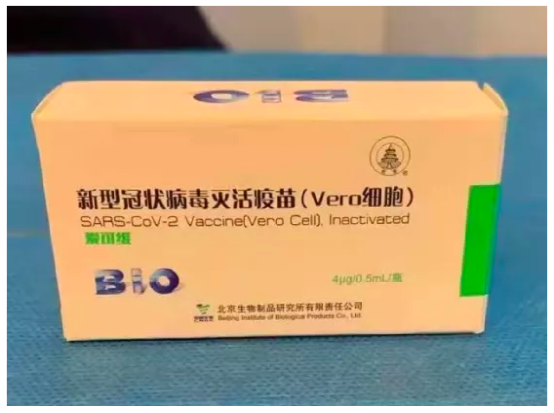 BiO
新型冠状病毒灭活疫苗(Vero细胞)
SARS-CoV-2 Vaccine(Vero Cell), Inactivated
BiO
4μg/0.5mL/瓶
北京生物制品研究所有限责任公司
Beijing Institute of Biological Products Co., Ltd.